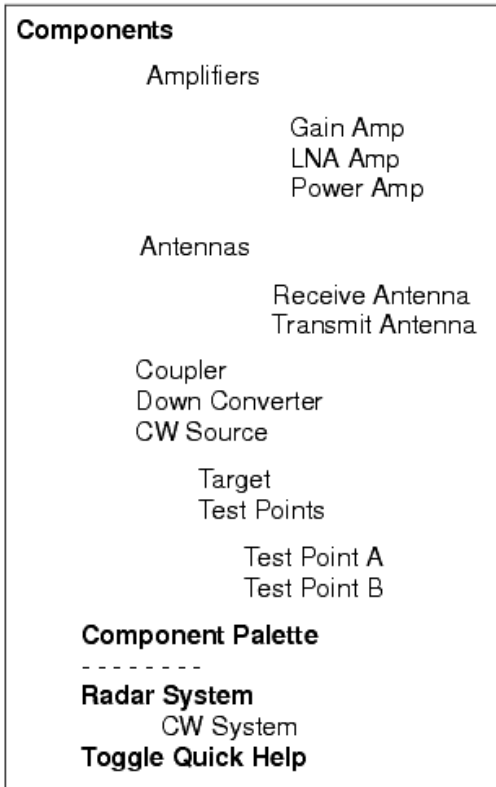 Components
Amplifiers
Gain Amp
LNA Amp
Power Amp
Antennas
Receive Antenna
Transmit Antenna
Coupler
Down Converter
CW Source
Target
Test Points
Test Point A
Test Point B
Component Palette
- - - - - - - -
Radar System
CW System
Toggle Quick Help